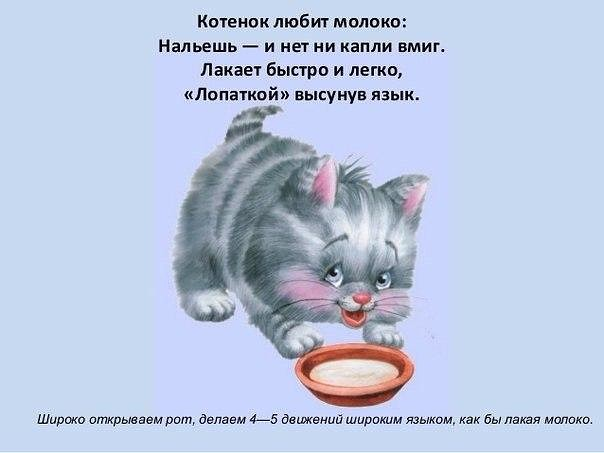 Котенок любит молоко:
Нальешь — и нет ни капли вмиг.
Лакает быстро и легко,
«Лопаткой» высунув язык.
Широко открываем рот, делаем 4—5 движений широким языком, как бы лакая молоко.